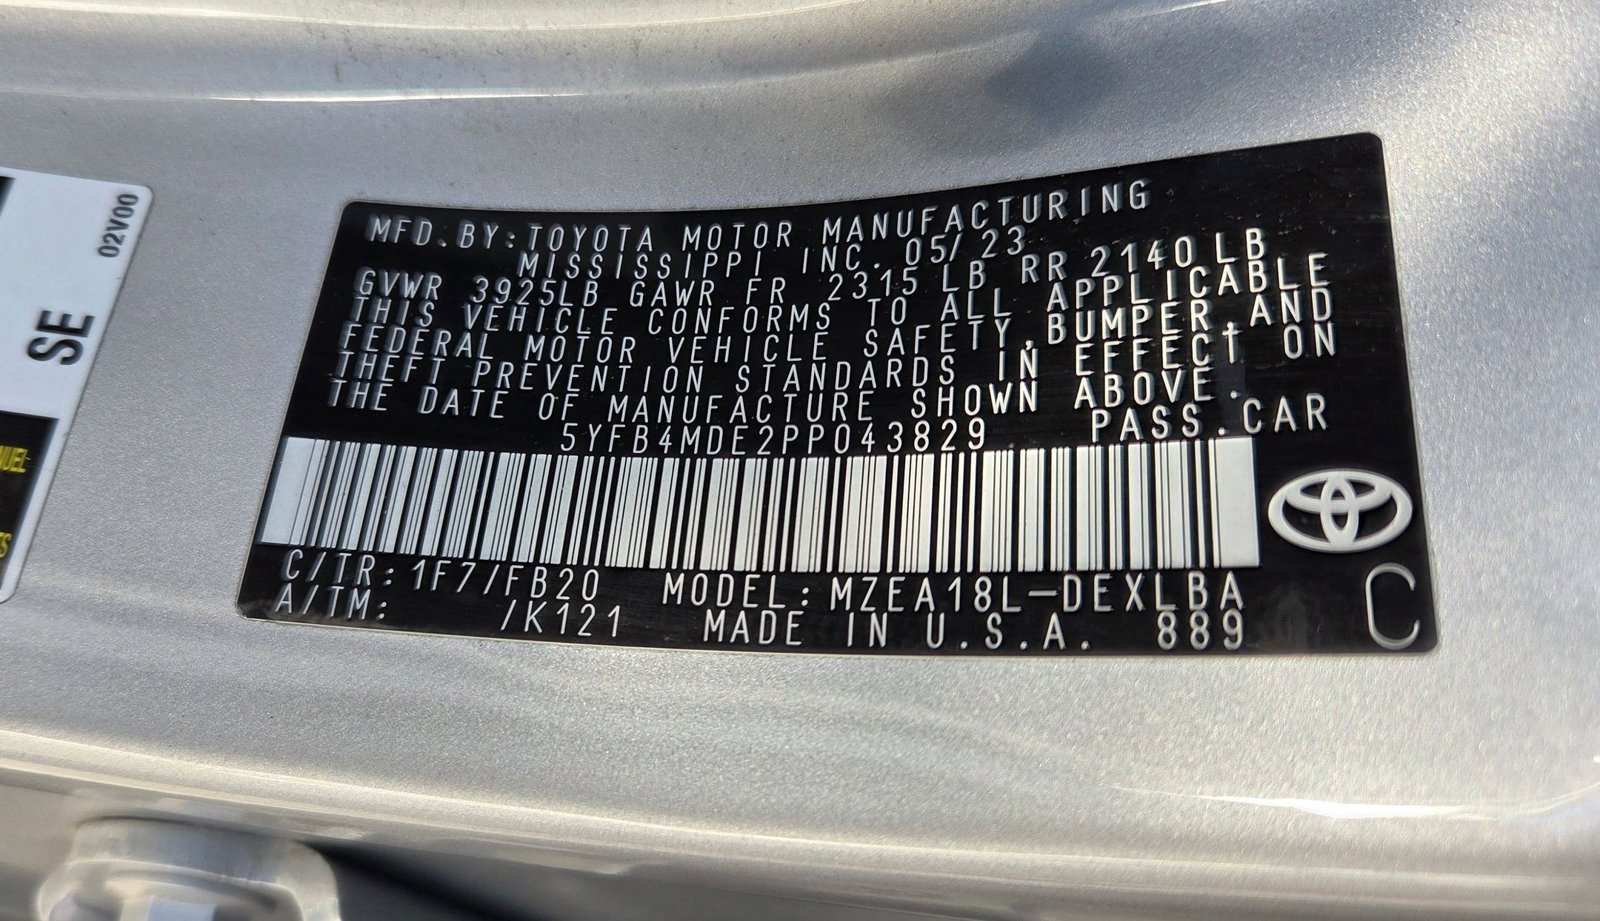 02V00
SE
MFD.BY:TOYOTA MOTOR MANUFACTURING
MISSISSIPPI INC. 05/23
GVWR 3925LB GAWR FR 2315 LB RR 2140LB
THIS VEHICLE CONFORMS TO ALL APPLICABLE
FEDERAL MOTOR VEHICLE SAFETY,BUMPER,AND
THEFT PREVENTION STANDARDS IN EFFECT ON
THE DATE OF MANUFACTURE SHOWN ABOVE.
5YFB4MDE2PP043829 PASS.CAR
C/TR:1F7/FB20 MODEL:MZEA18L-DEXLBA
A/TM: /K121 MADE IN U.S.A. 889
C